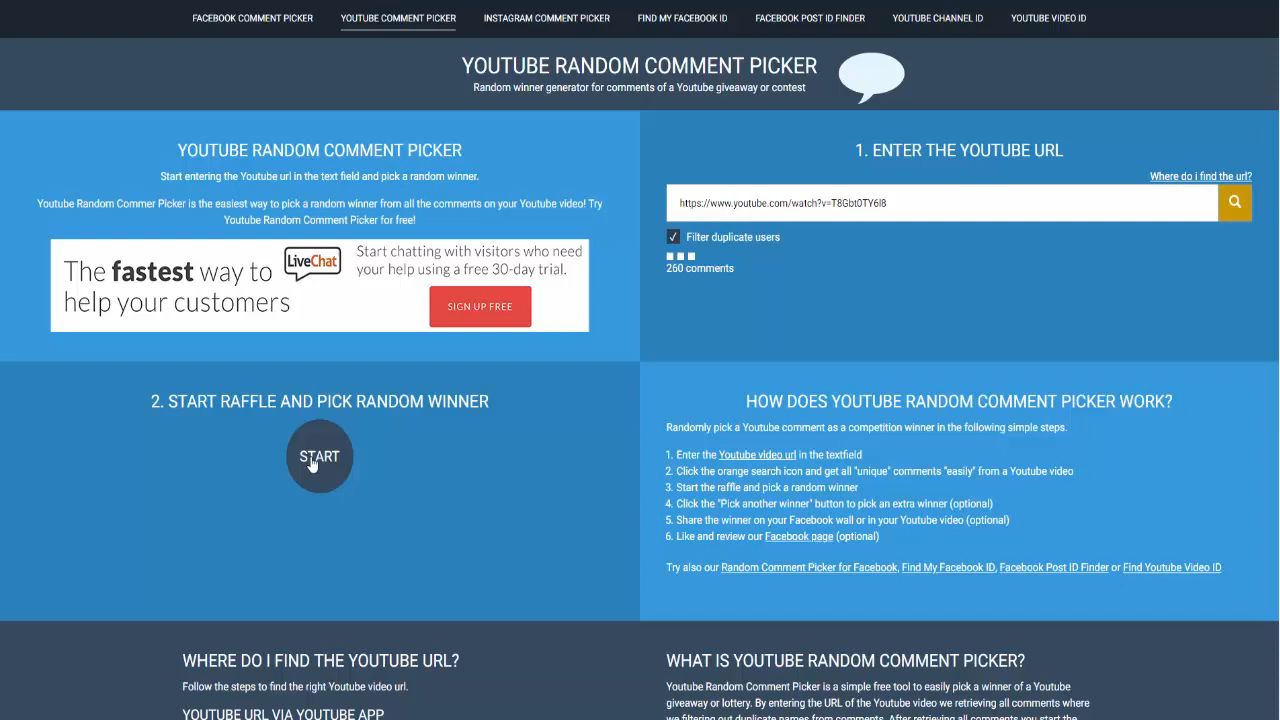 FACEBOOK COMMENT PICKER YOUTUBE COMMENT PICKER INSTAGRAM COMMENT PICKER FIND MY FACEBOOK ID FACEBOOK POST ID FINDER YOUTUBE CHANNEL ID YOUTUBE VIDEO ID
YOUTUBE RANDOM COMMENT PICKER
Random winner generator for comments of a Youtube giveaway or contest
YOUTUBE RANDOM COMMENT PICKER
Start entering the Youtube url in the text field and pick a random winner.
Youtube Random Commer Picker is the easiest way to pick a random winner from all the comments on your Youtube video! Try
Youtube Random Comment Picker for free!
The fastest way to
help your customers
LiveChat
Start chatting with visitors who need
your help using a free 30-day trial.
SIGN UP FREE
1. ENTER THE YOUTUBE URL
Where do i find the url?
https://www.youtube.com/watch?v=T8Gbt0TY6I8
Filter duplicate users
260 comments
2. START RAFFLE AND PICK RANDOM WINNER
START
HOW DOES YOUTUBE RANDOM COMMENT PICKER WORK?
Randomly pick a Youtube comment as a competition winner in the following simple steps.
1. Enter the Youtube video url in the textfield
2. Click the orange search icon and get all "unique" comments "easily" from a Youtube video
3. Start the raffle and pick a random winner
4. Click the "Pick another winner" button to pick an extra winner (optional)
5. Share the winner on your Facebook wall or in your Youtube video (optional)
6. Like and review our Facebook page (optional)
Try also our Random Comment Picker for Facebook, Find My Facebook ID, Facebook Post ID Finder or Find Youtube Video ID
WHERE DO I FIND THE YOUTUBE URL?
Follow the steps to find the right Youtube video url.
YOUTUBE URL VIA YOUTUBE APP
WHAT IS YOUTUBE RANDOM COMMENT PICKER?
Youtube Random Comment Picker is a simple free tool to easily pick a winner of a Youtube
giveaway or lottery. By entering the URL of the Youtube video we retrieving all comments where
we filtering out duplicate names from comments. After retrieving all comments you start the